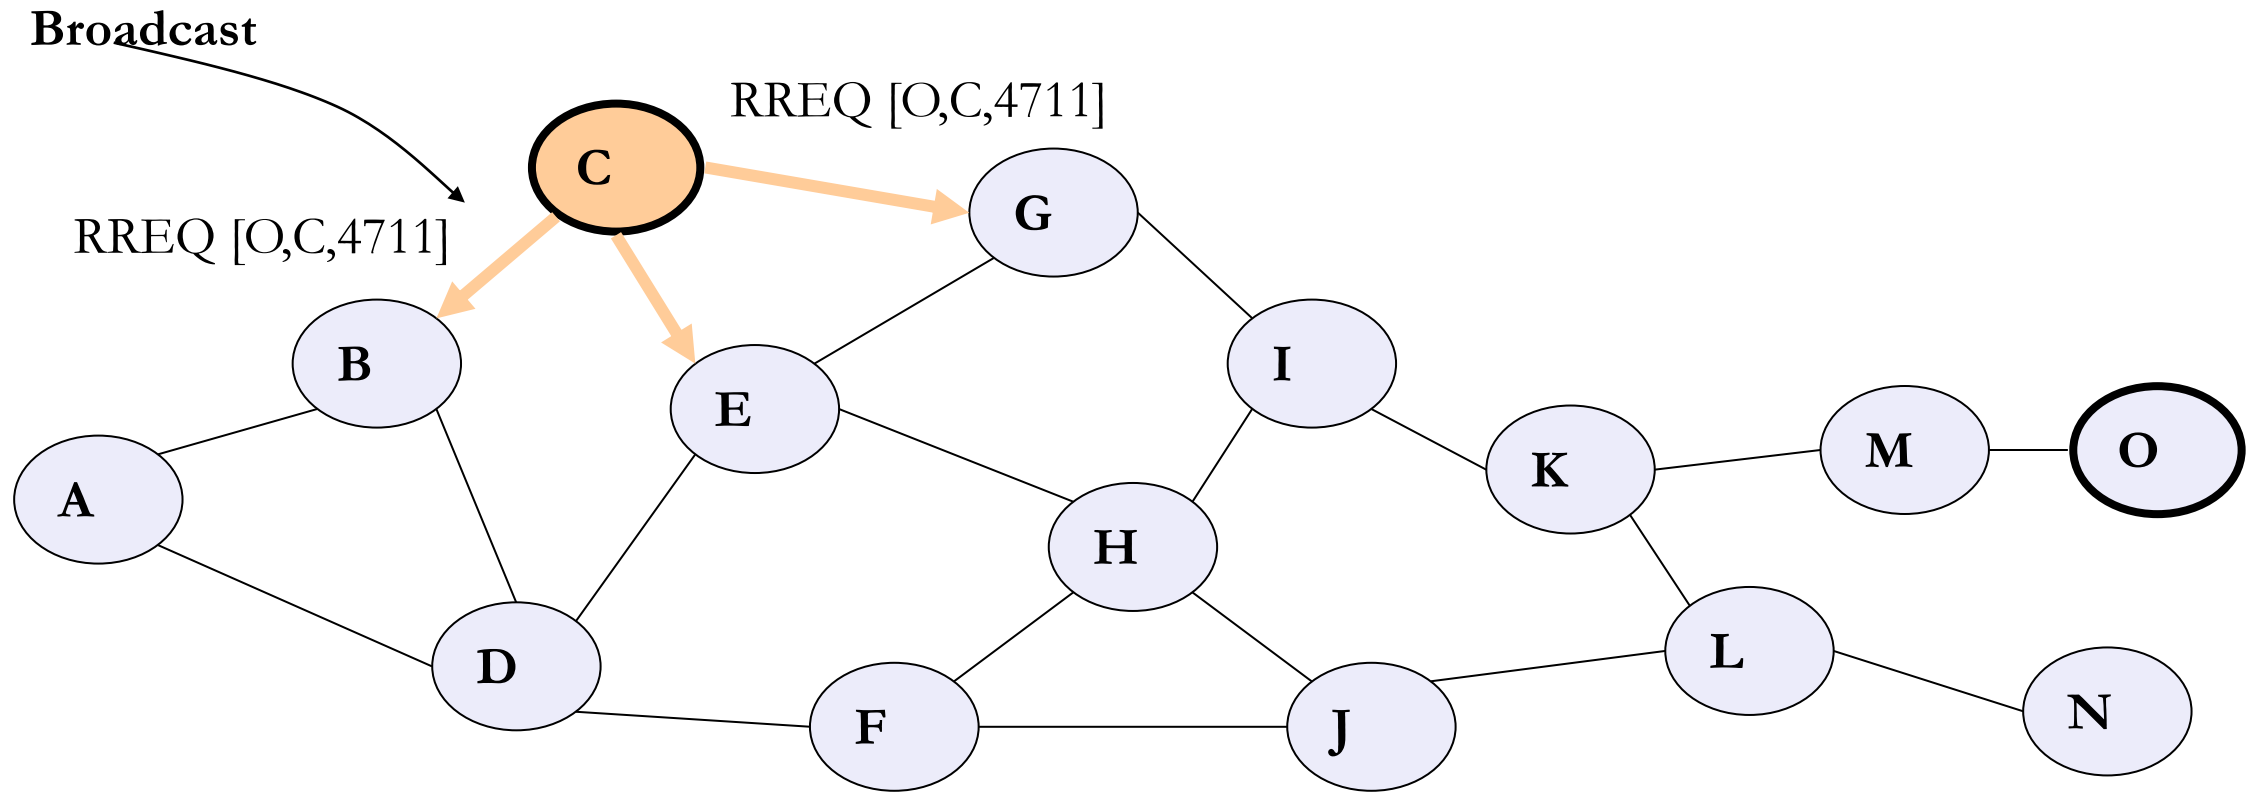 Broadcast
RREQ [O,C,4711]
C
G
RREQ [O,C,4711]
B
I
E
K
M
O
A
H
D
L
F
J
N